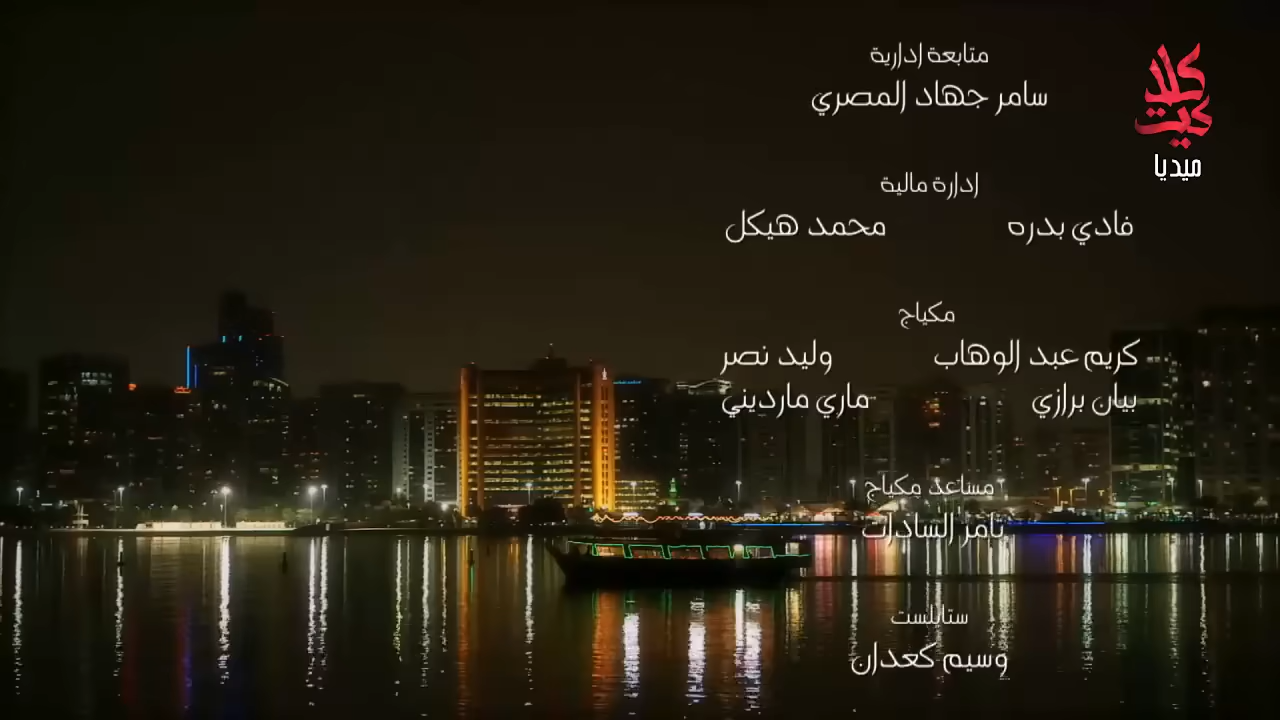 متابعة إدارية
سامر جهاد المصري
كلاكيت
ميديا
إدارة مالية
فادي بدره محمد هيكل
مكياج
كريم عبد الوهاب وليد نصر
بيان برازي ماري مارديني
مساعد مكياج
تامر السادات
ستايلست
وسيم كعدان